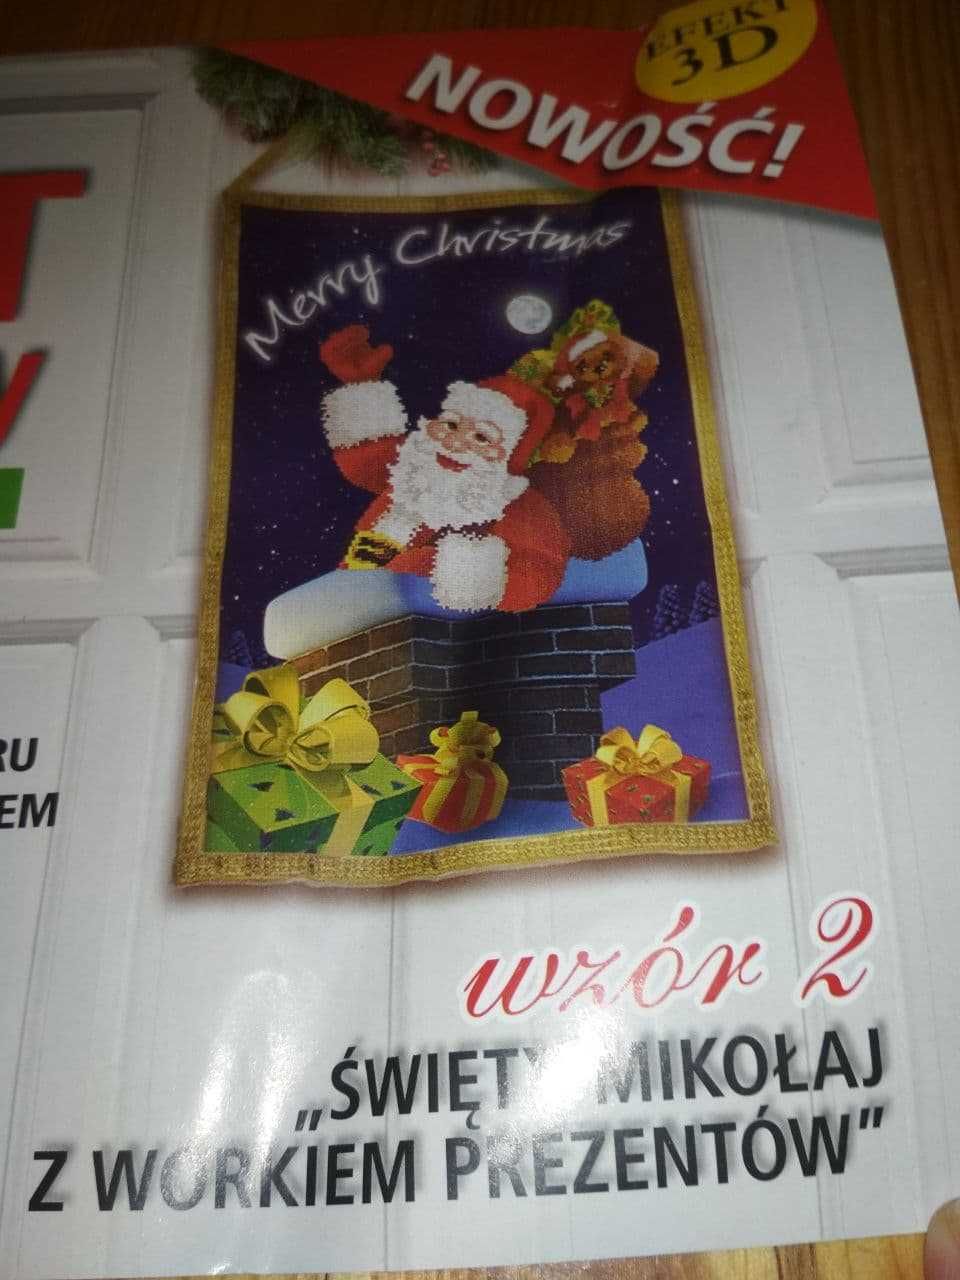 EFEKT
3D
NOWOŚĆ!
Merry Christmas
RU
EM
wzór 2
„ŚWIĘTY MIKOŁAJ
Z WORKIEM PREZENTÓW”